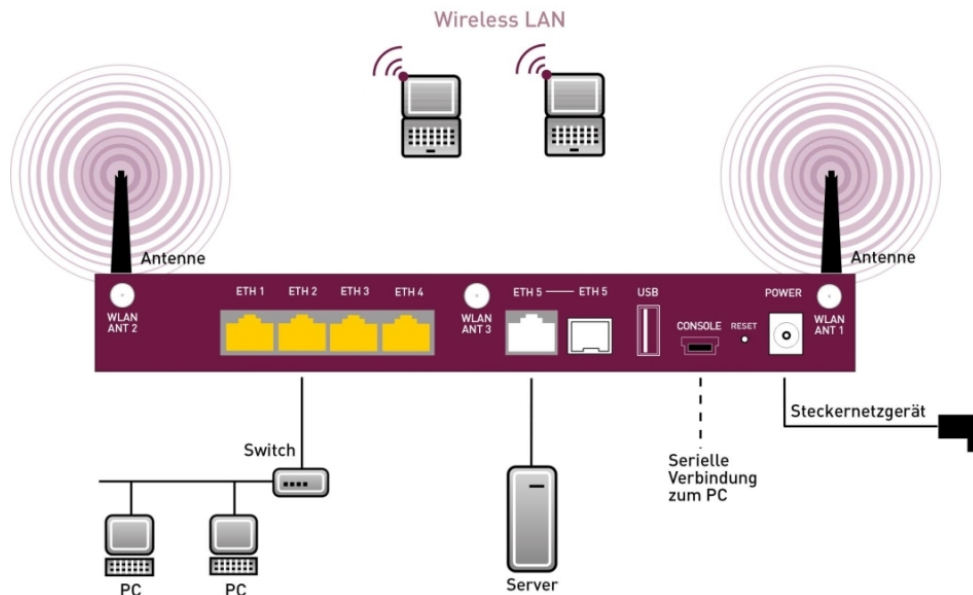 Wireless LAN
Antenne
Antenne
ETH 1
ETH 2
ETH 3
ETH 4
ETH 5
ETH 5
USB
POWER
WLAN
ANT 2
WLAN
ANT 3
CONSOLE
RESET
WLAN
ANT 1
Steckernetzgerät
Switch
Serielle
Verbindung
zum PC
PC
PC
Server